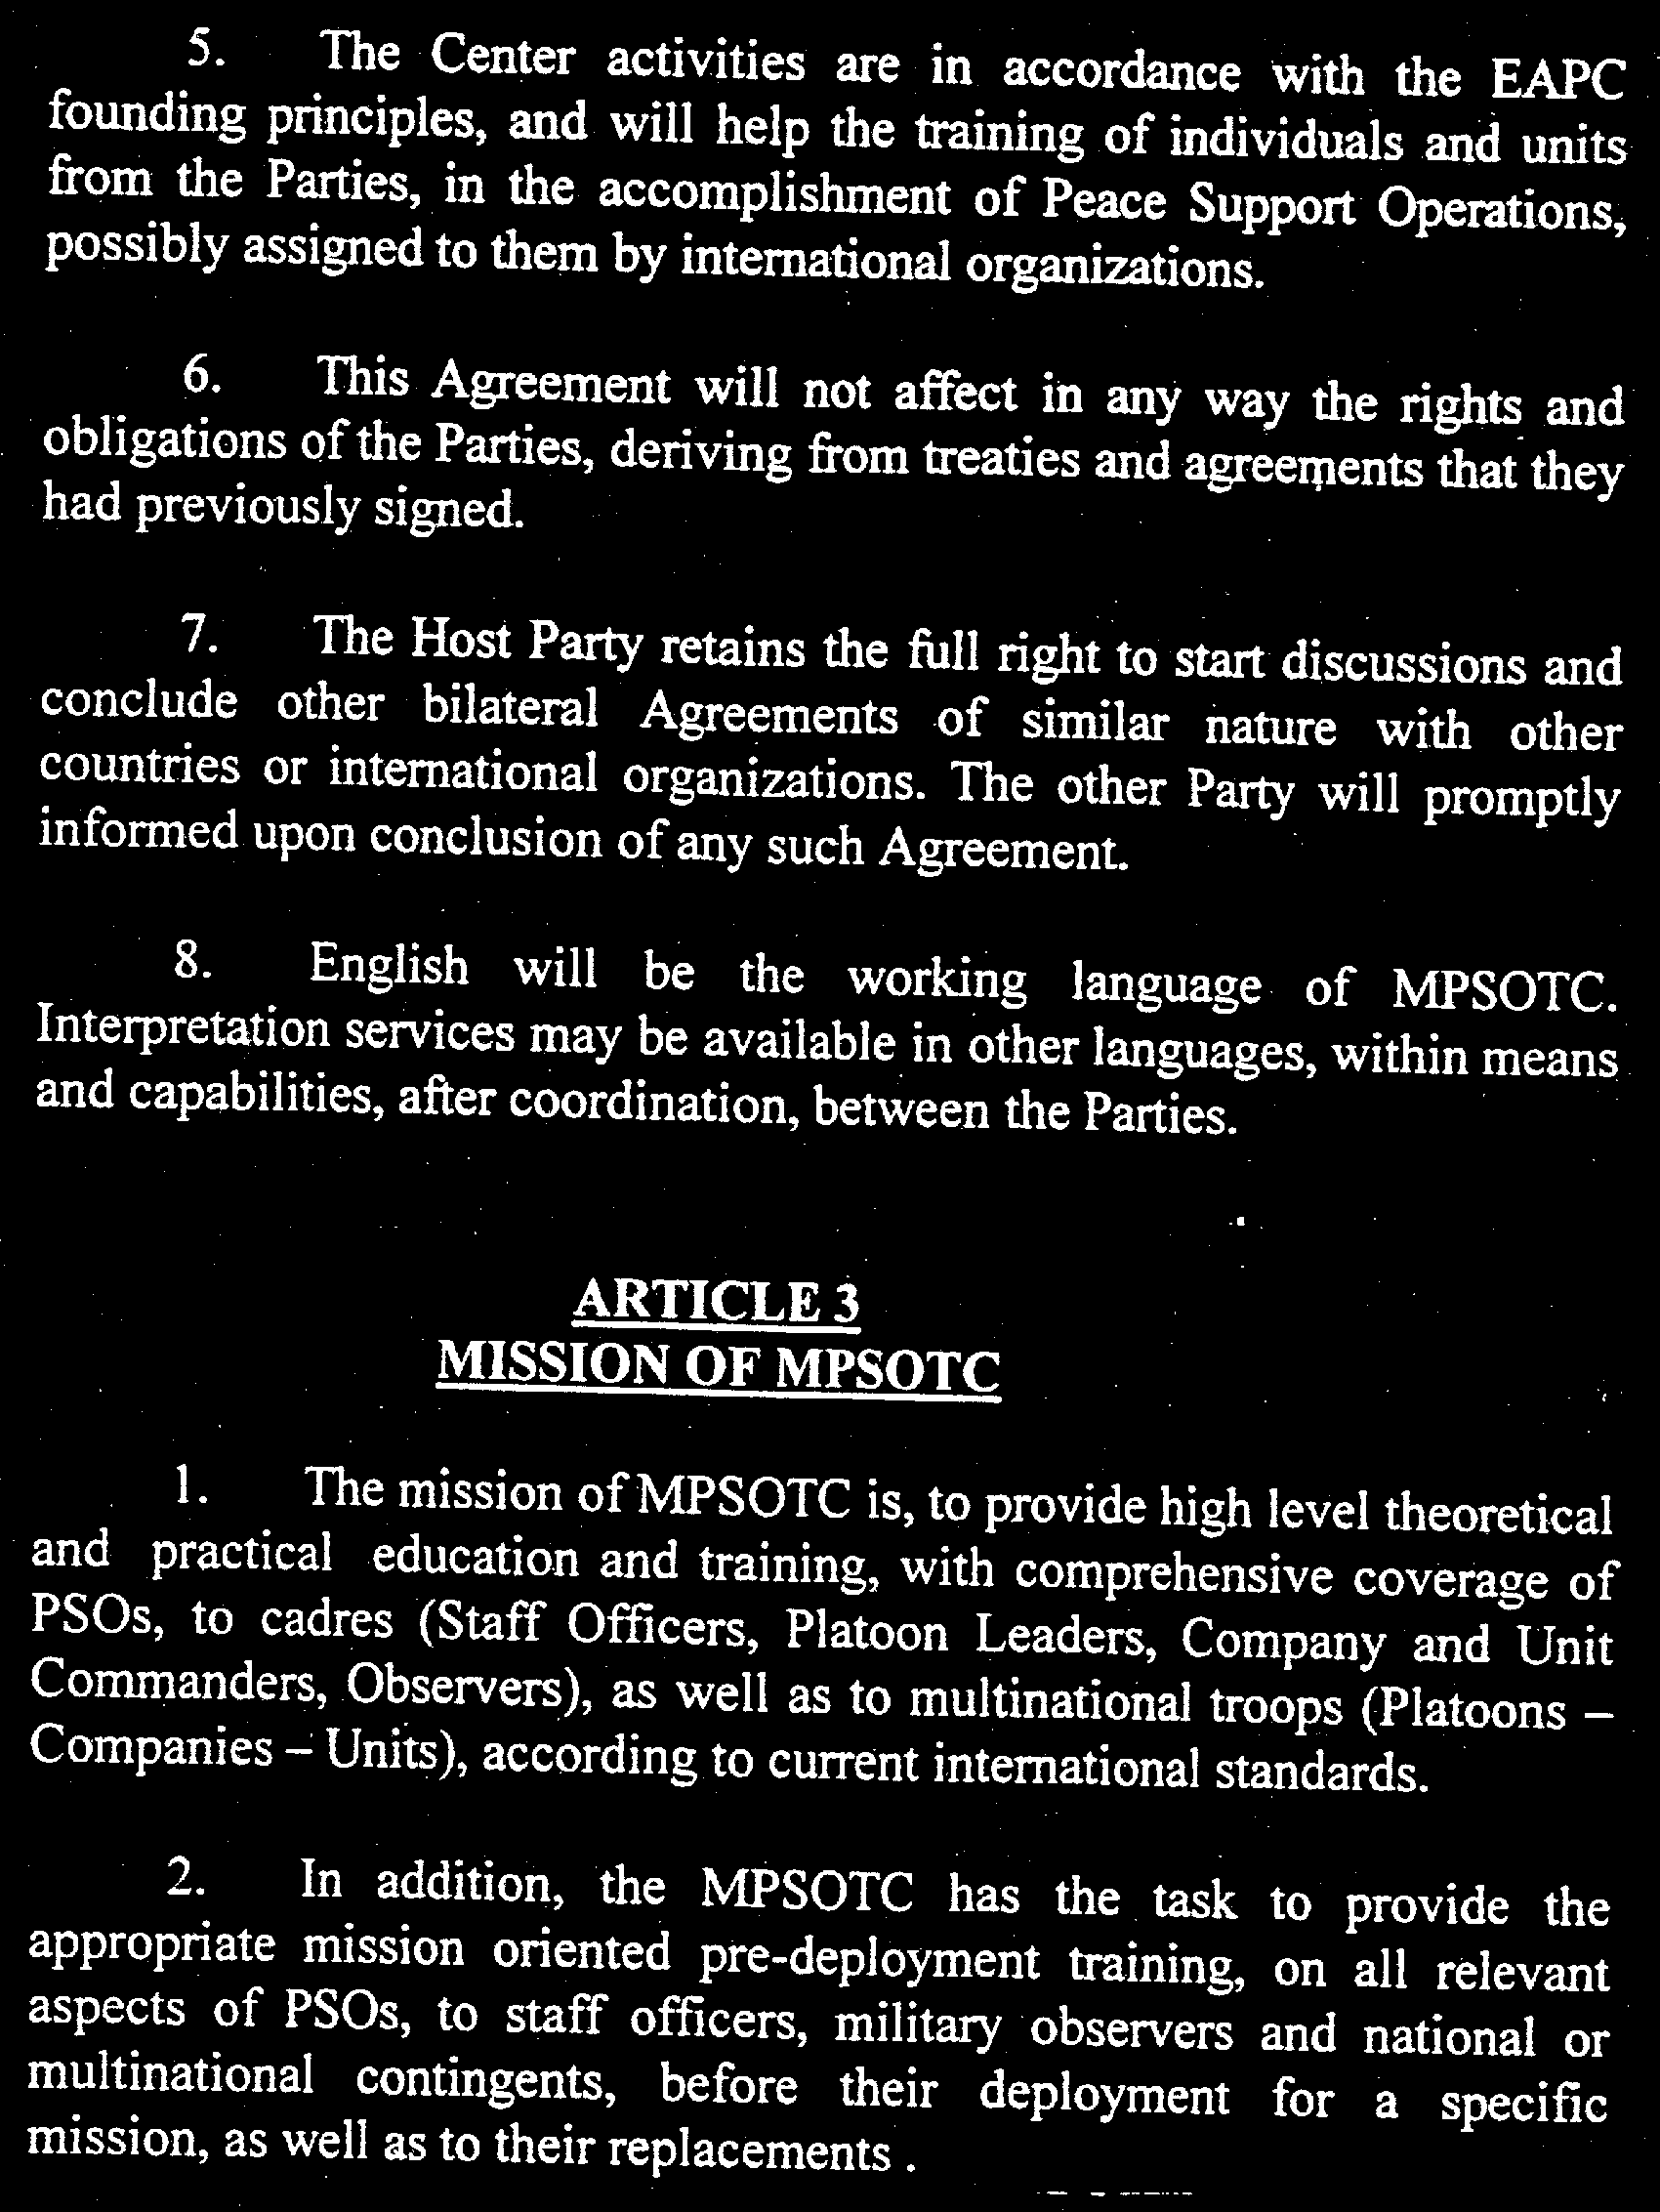 5. The Center activities are in accordance with the EAPC
founding principles, and will help the training of individuals and units
from the Parties, in the accomplishment of Peace Support Operations,
possibly assigned to them by international organizations.
6. This Agreement will not affect in any way the rights and
obligations of the Parties, deriving from treaties and agreements that they
had previously signed.
7. The Host Party retains the full right to start discussions and
conclude other bilateral Agreements of similar nature with other
countries or international organizations. The other Party will promptly
informed upon conclusion of any such Agreement.
8. English will be the working language of MPSOTC.
Interpretation services may be available in other languages, within means
and capabilities, after coordination, between the Parties.
ARTICLE 3
MISSION OF MPSOTC
1. The mission of MPSOTC is, to provide high level theoretical
and practical education and training, with comprehensive coverage of
PSOs, to cadres (Staff Officers, Platoon Leaders, Company and Unit
Commanders, Observers), as well as to multinational troops (Platoons –
Companies – Units), according to current international standards.
2. In addition, the MPSOTC has the task to provide the
appropriate mission oriented pre-deployment training, on all relevant
aspects of PSOs, to staff officers, military observers and national or
multinational contingents, before their deployment for a specific
mission, as well as to their replacements .